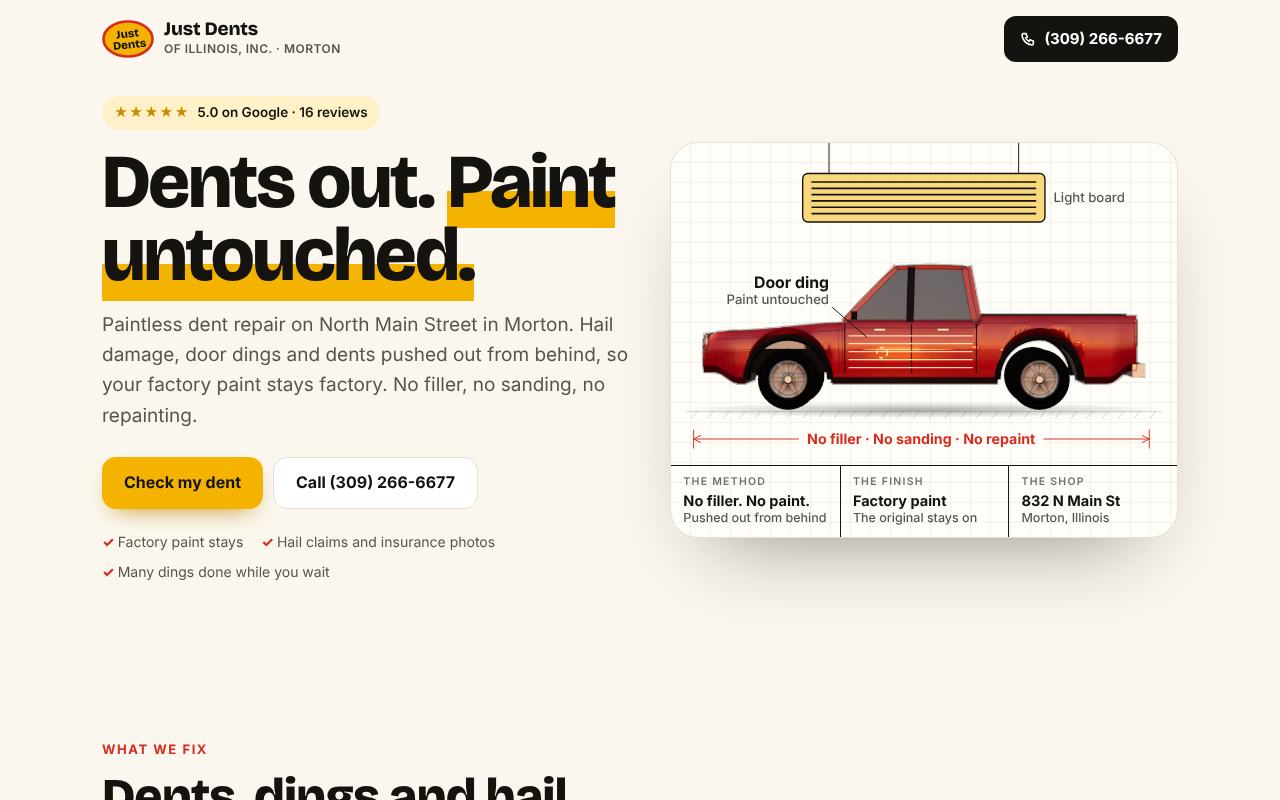 Just Dents
Just Dents
OF ILLINOIS, INC. · MORTON
(309) 266-6677
★★★★★ 5.0 on Google · 16 reviews
Dents out. Paint
untouched.
Paintless dent repair on North Main Street in Morton. Hail
damage, door dings and dents pushed out from behind, so
your factory paint stays factory. No filler, no sanding, no
repainting.
Check my dent
Call (309) 266-6677
✓ Factory paint stays
✓ Hail claims and insurance photos
✓ Many dings done while you wait
Light board
Door ding
Paint untouched
No filler · No sanding · No repaint
THE METHOD
No filler. No paint.
Pushed out from behind
THE FINISH
Factory paint
The original stays on
THE SHOP
832 N Main St
Morton, Illinois
WHAT WE FIX
Dents, dings and hail